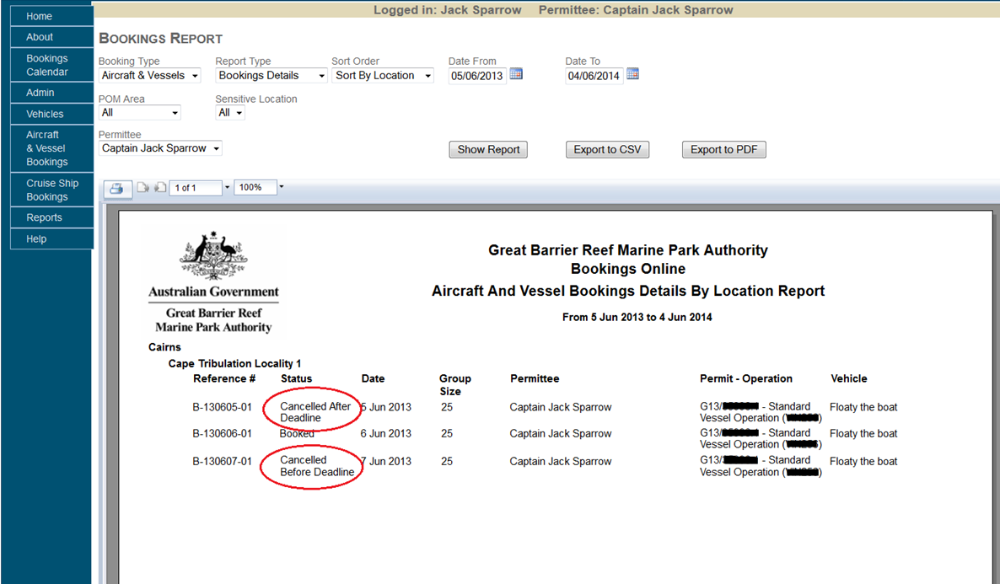 Logged in: Jack Sparrow Permittee: Captain Jack Sparrow
Home
About
Bookings
Calendar
Admin
Vehicles
Aircraft
& Vessel
Bookings
Cruise Ship
Bookings
Reports
Help
BOOKINGS REPORT
Booking Type Report Type Sort Order Date From Date To
Aircraft & Vessels Bookings Details Sort By Location 05/06/2013 04/06/2014
POM Area Sensitive Location
All All
Permittee
Captain Jack Sparrow Show Report Export to CSV Export to PDF
1 of 1 100%
Australian Government
Great Barrier Reef
Marine Park Authority
Great Barrier Reef Marine Park Authority
Bookings Online
Aircraft And Vessel Bookings Details By Location Report
From 5 Jun 2013 to 4 Jun 2014
Cairns
Cape Tribulation Locality 1
Reference # Status Date Group Permittee Permit - Operation Vehicle
Size
B-130605-01 Cancelled After 5 Jun 2013 25 Captain Jack Sparrow G13/ - Standard Floaty the boat
Deadline Vessel Operation ( )
B-130606-01 Booked 6 Jun 2013 25 Captain Jack Sparrow G13/ - Standard Floaty the boat
Vessel Operation ( )
B-130607-01 Cancelled 7 Jun 2013 25 Captain Jack Sparrow G13/ - Standard Floaty the boat
Before Deadline Vessel Operation ( )